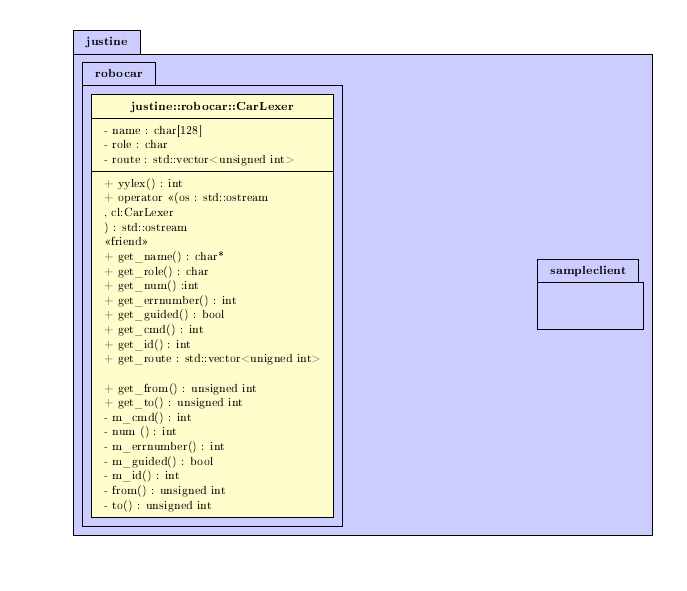 justine
robocar
justine::robocar::CarLexer
- name : char[128]
- role : char
- route : std::vector<unsigned int>
+ yylex() : int
+ operator «(os : std::ostream
, cl:CarLexer
) : std::ostream
«friend»
+ get_name() : char*
+ get_role() : char
+ get_num() :int
+ get_errnumber() : int
+ get_guided() : bool
+ get_cmd() : int
+ get_id() : int
+ get_route : std::vector<unigned int>
+ get_from() : unsigned int
+ get_to() : unsigned int
- m_cmd() : int
- num () : int
- m_errnumber() : int
- m_guided() : bool
- m_id() : int
- from() : unsigned int
- to() : unsigned int
sampleclient